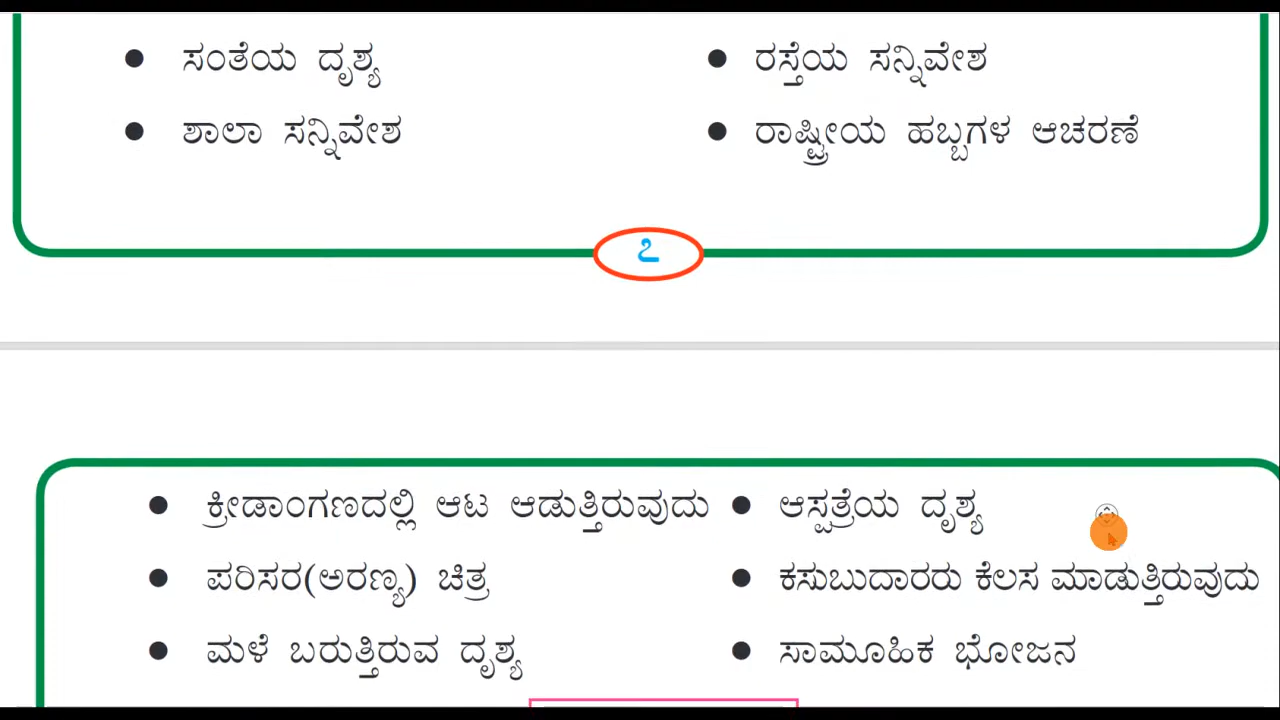 ● ಸಂತೆಯ ದೃಶ್ಯ ● ರಸ್ತೆಯ ಸನ್ನಿವೇಶ
● ಶಾಲಾ ಸನ್ನಿವೇಶ ● ರಾಷ್ಟ್ರೀಯ ಹಬ್ಬಗಳ ಆಚರಣೆ
೭
● ಕ್ರೀಡಾಂಗಣದಲ್ಲಿ ಆಟ ಆಡುತ್ತಿರುವುದು ● ಆಸ್ಪತ್ರೆಯ ದೃಶ್ಯ
● ಪರಿಸರ(ಅರಣ್ಯ) ಚಿತ್ರ ● ಕಸುಬುದಾರರು ಕೆಲಸ ಮಾಡುತ್ತಿರುವುದು
● ಮಳೆ ಬರುತ್ತಿರುವ ದೃಶ್ಯ ● ಸಾಮೂಹಿಕ ಭೋಜನ